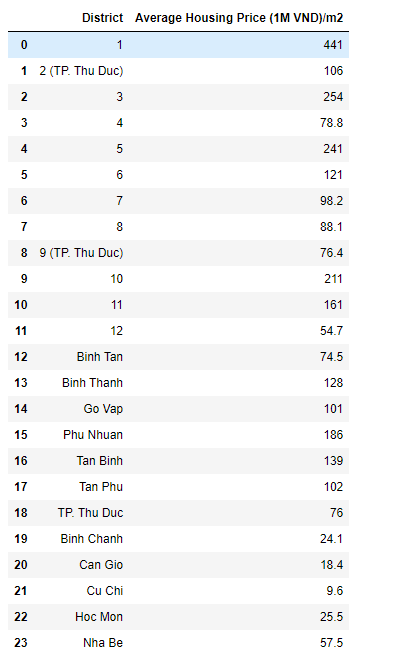 District Average Housing Price (1M VND)/m2
0 1 441
1 2 (TP. Thu Duc) 106
2 3 254
3 4 78.8
4 5 241
5 6 121
6 7 98.2
7 8 88.1
8 9 (TP. Thu Duc) 76.4
9 10 211
10 11 161
11 12 54.7
12 Binh Tan 74.5
13 Binh Thanh 128
14 Go Vap 101
15 Phu Nhuan 186
16 Tan Binh 139
17 Tan Phu 102
18 TP. Thu Duc 76
19 Binh Chanh 24.1
20 Can Gio 18.4
21 Cu Chi 9.6
22 Hoc Mon 25.5
23 Nha Be 57.5